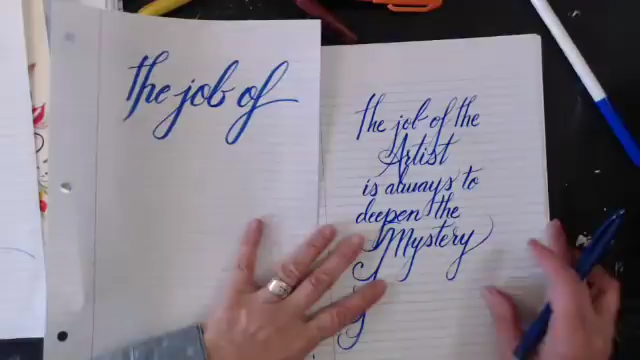 the job of
the job of the
Artist
is always to
deepen the
Mystery